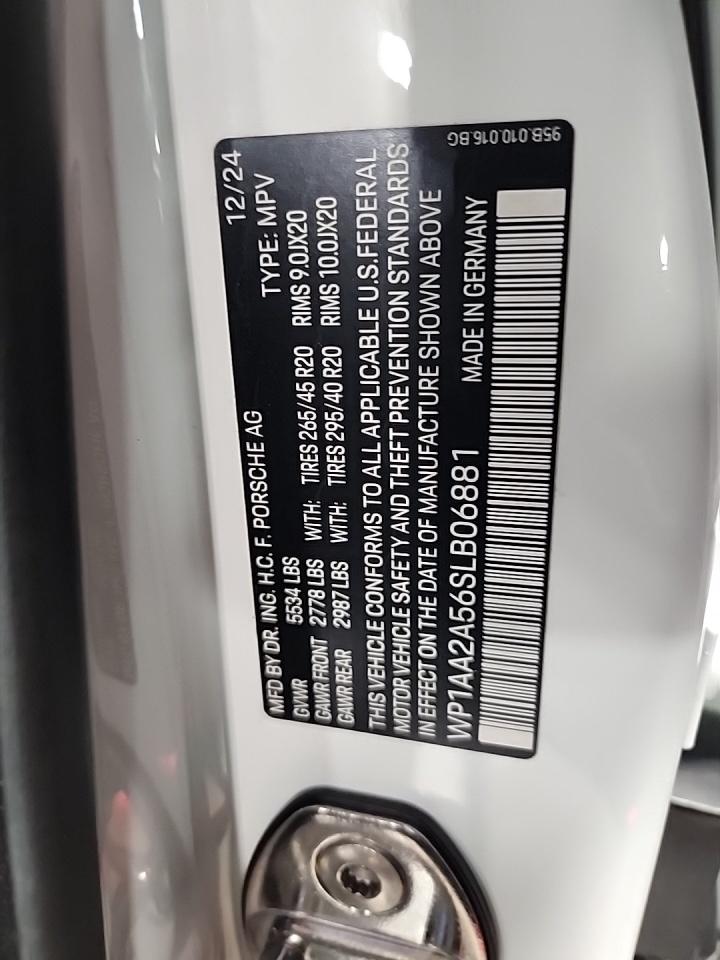 12/24
MFD BY DR. ING. H.C. F. PORSCHE AG TYPE: MPV
GVWR 5534 LBS
GAWR FRONT 2778 LBS WITH: TIRES 265/45 R20 RIMS 9.0JX20
GAWR REAR 2987 LBS WITH: TIRES 295/40 R20 RIMS 10.0JX20
THIS VEHICLE CONFORMS TO ALL APPLICABLE U.S.FEDERAL
MOTOR VEHICLE SAFETY AND THEFT PREVENTION STANDARDS
IN EFFECT ON THE DATE OF MANUFACTURE SHOWN ABOVE
WP1AA2A56SLB06881 MADE IN GERMANY
95B.010.016.BG